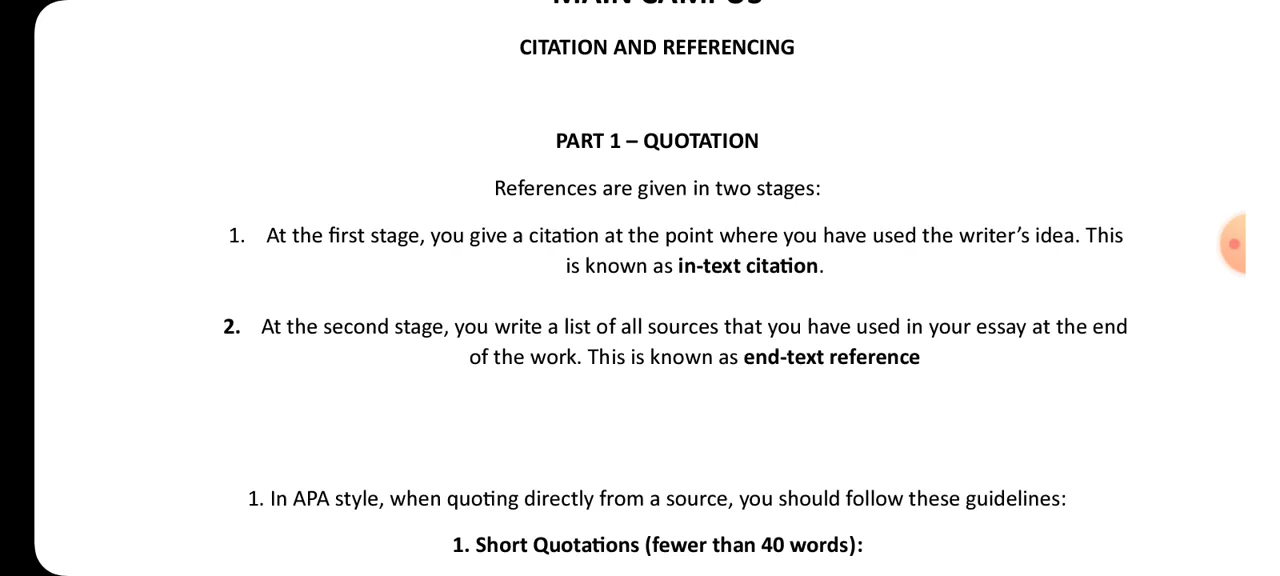 MAIN CAMPUS
CITATION AND REFERENCING
PART 1 – QUOTATION
References are given in two stages:
1. At the first stage, you give a citation at the point where you have used the writer’s idea. This
is known as in-text citation.
2. At the second stage, you write a list of all sources that you have used in your essay at the end
of the work. This is known as end-text reference
1. In APA style, when quoting directly from a source, you should follow these guidelines:
1. Short Quotations (fewer than 40 words):